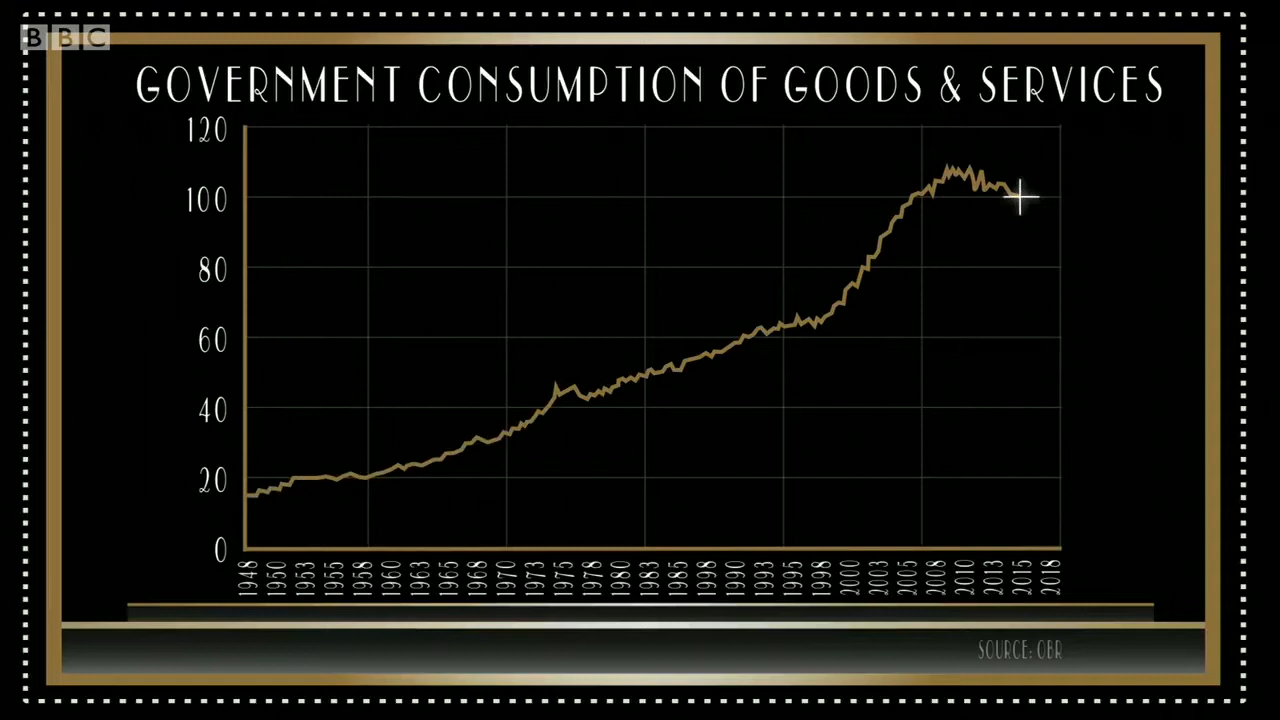 BBC
GOVERNMENT CONSUMPTION OF GOODS & SERVICES
120
100
80
60
40
20
0
1948 1950 1953 1955 1958 1960 1963 1965 1968 1970 1973 1975 1978 1980 1983 1985 1998 1990 1993 1995 1998 2000 2003 2005 2008 2010 2013 2015 2018
SOURCE: OBR